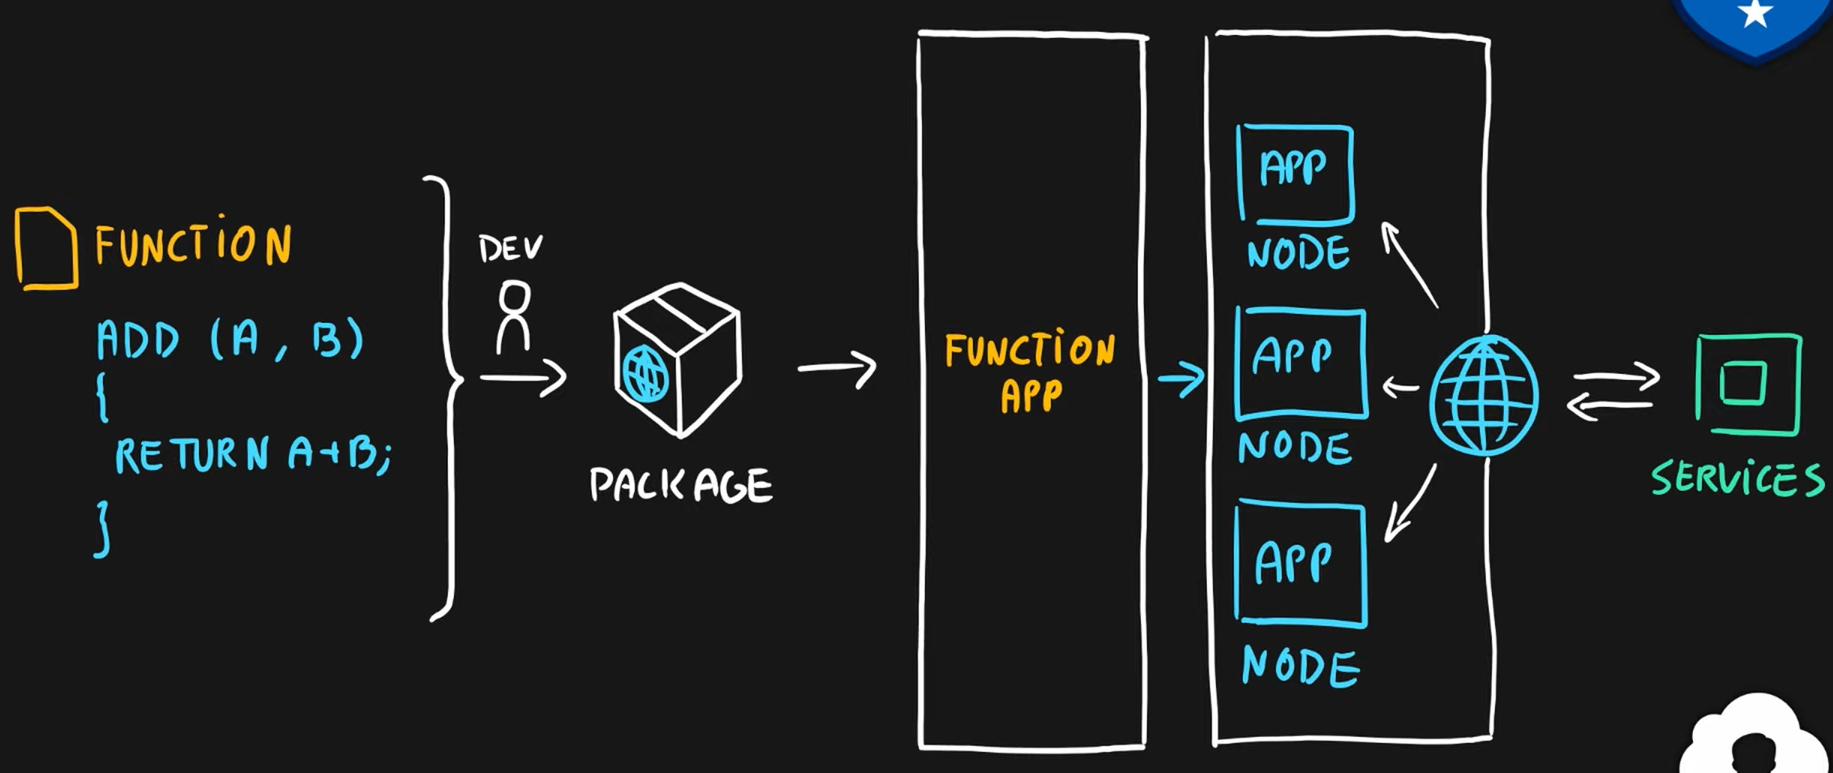 FUNCTION
ADD (A, B)
{
RETURN A+B;
}
DEV
PACKAGE
FUNCTION
APP
APP
NODE
APP
NODE
APP
NODE
SERVICES